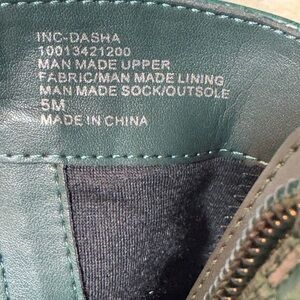 INC-DASHA
10013421200
MAN MADE UPPER
FABRIC/MAN MADE LINING
MAN MADE SOCK/OUTSOLE
5M
MADE IN CHINA